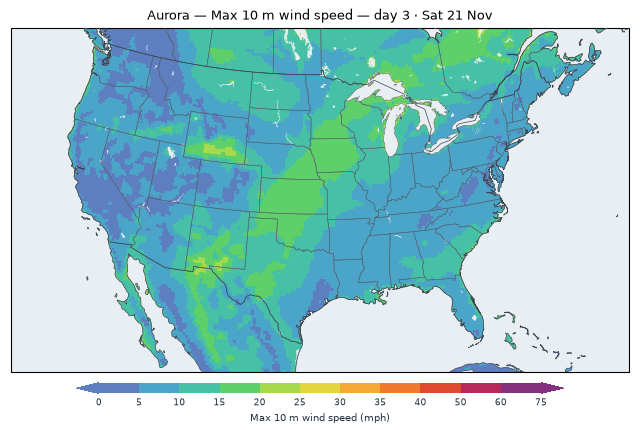 Aurora — Max 10 m wind speed — day 3 · Sat 21 Nov
0 5 10 15 20 25 30 35 40 50 60 75
Max 10 m wind speed (mph)